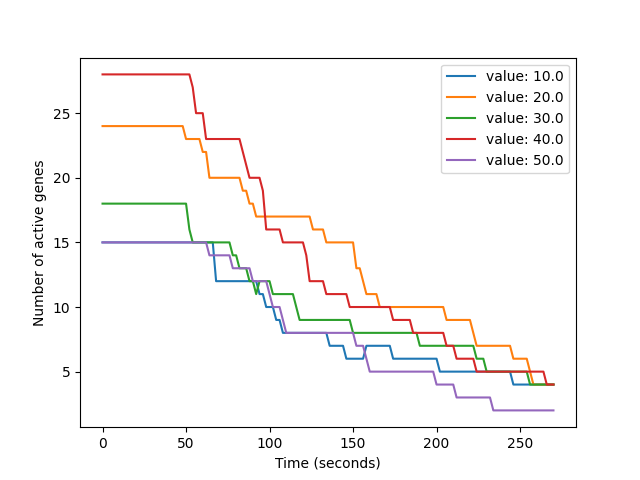 value: 10.0
value: 20.0
value: 30.0
value: 40.0
value: 50.0
Number of active genes
25
20
15
10
5
0 50 100 150 200 250
Time (seconds)